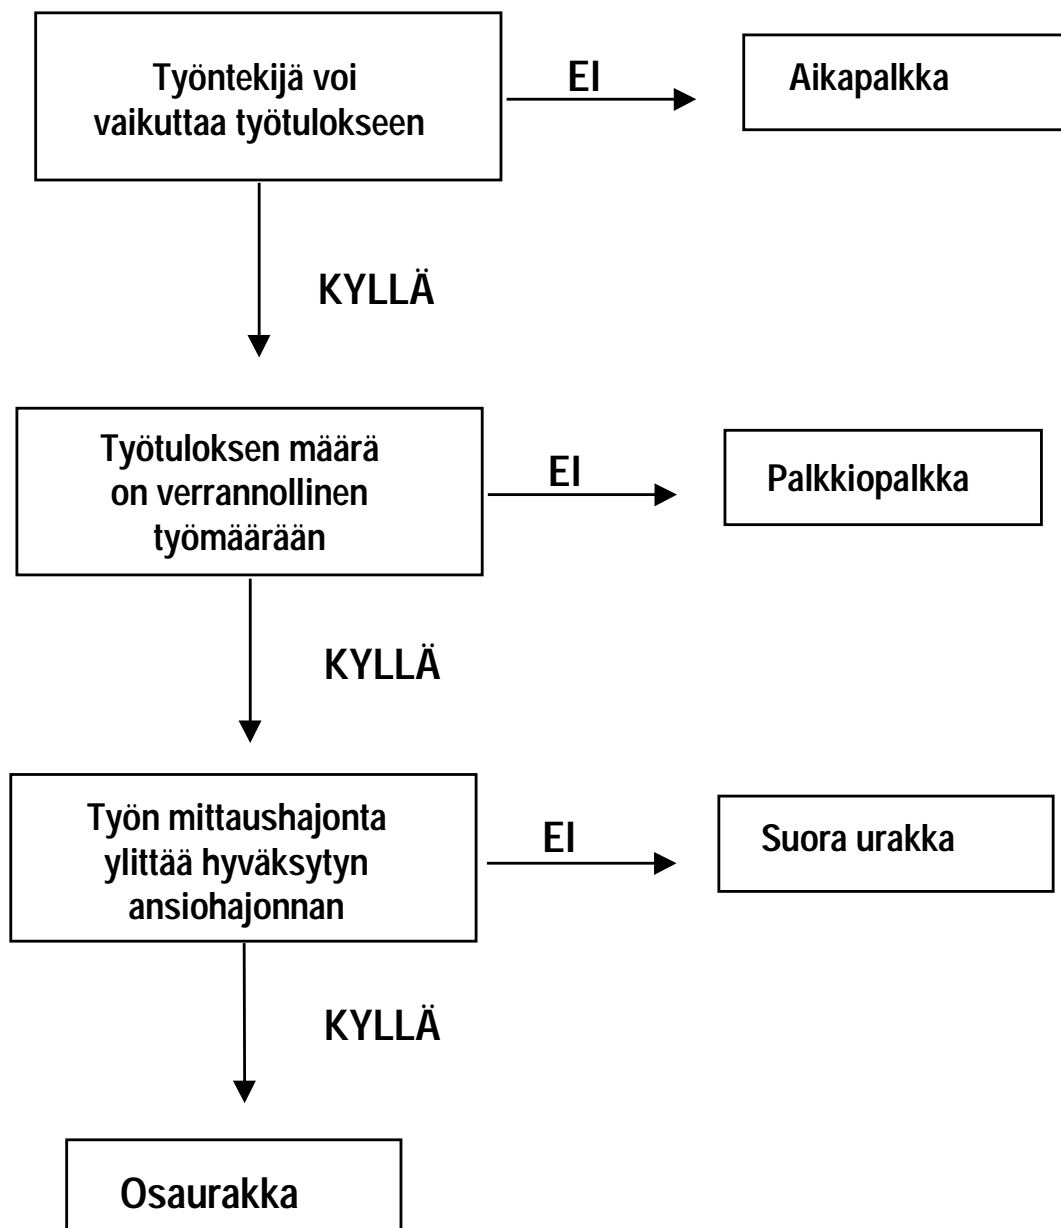 Työntekijä voi
vaikuttaa työtulokseen
EI
Aikapalkka
KYLLÄ
Työtuloksen määrä
on verrannollinen
työmäärään
EI
Palkkiopalkka
KYLLÄ
Työn mittaushajonta
ylittää hyväksytyn
ansiohajonnan
EI
Suora urakka
KYLLÄ
Osaurakka